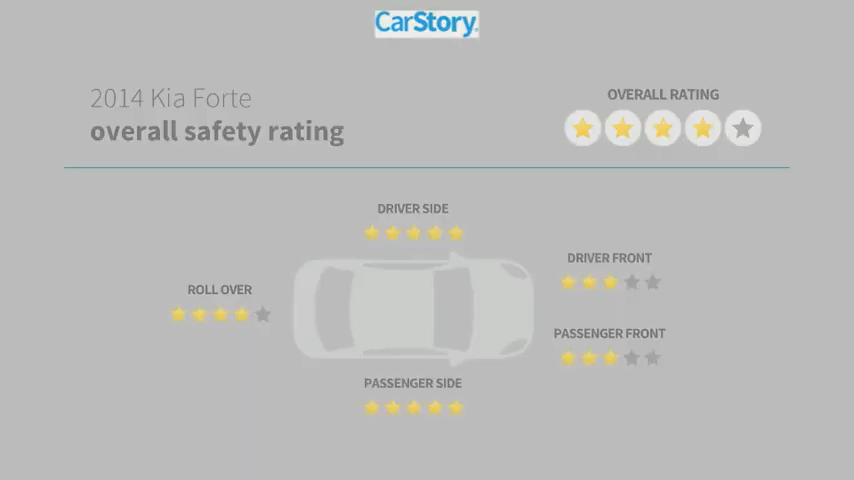 CarStory.
2014 Kia Forte
overall safety rating
OVERALL RATING
DRIVER SIDE
DRIVER FRONT
ROLL OVER
PASSENGER FRONT
PASSENGER SIDE